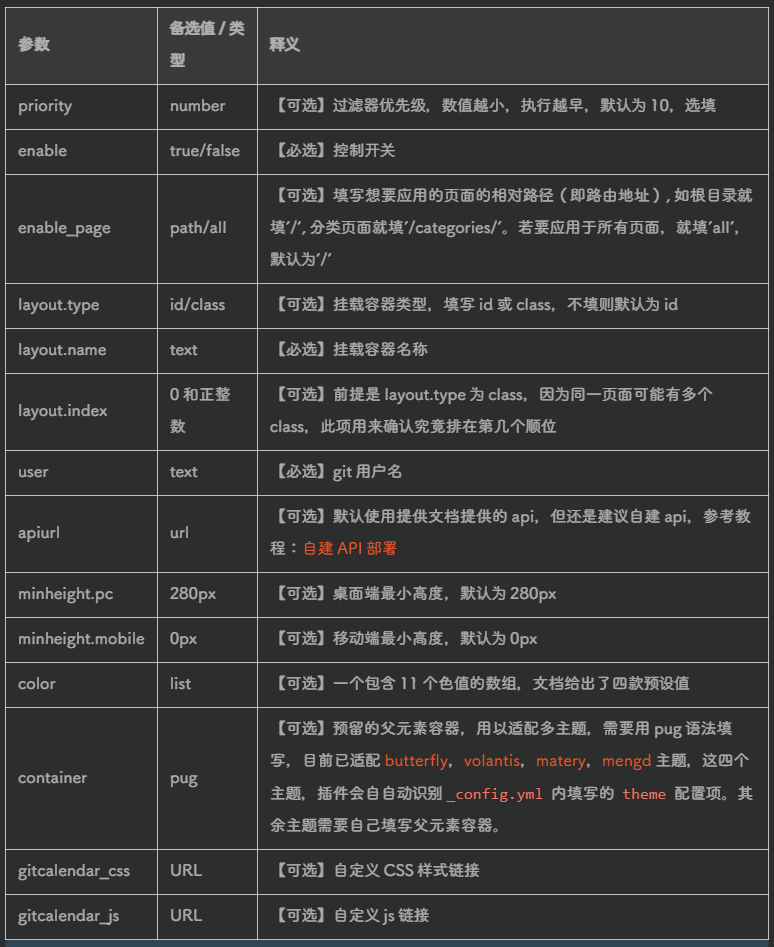 参数
备选值 / 类
型
释义
priority
number
【可选】过滤器优先级，数值越小，执行越早，默认为 10，选填
enable
true/false
【必选】控制开关
enable_page
path/all
【可选】填写想要应用的页面的相对路径（即路由地址）, 如根目录就
填'/', 分类页面就填'/categories/'。若要应用于所有页面，就填'all'，
默认为'/'
layout.type
id/class
【可选】挂载容器类型，填写 id 或 class，不填则默认为 id
layout.name
text
【必选】挂载容器名称
layout.index
0 和正整
数
【可选】前提是 layout.type 为 class，因为同一页面可能有多个
class，此项用来确认究竟排在第几个顺位
user
text
【必选】git 用户名
apiurl
url
【可选】默认使用提供文档提供的 api，但还是建议自建 api，参考教
程：自建 API 部署
minheight.pc
280px
【可选】桌面端最小高度，默认为 280px
minheight.mobile
0px
【可选】移动端最小高度，默认为 0px
color
list
【可选】一个包含 11 个色值的数组，文档给出了四款预设值
container
pug
【可选】预留的父元素容器，用以适配多主题，需要用 pug 语法填
写，目前已适配 butterfly，volantis，matery，mengd 主题，这四个
主题，插件会自自动识别 _config.yml 内填写的 theme 配置项。其
余主题需要自己填写父元素容器。
gitcalendar_css
URL
【可选】自定义 CSS 样式链接
gitcalendar_js
URL
【可选】自定义 js 链接